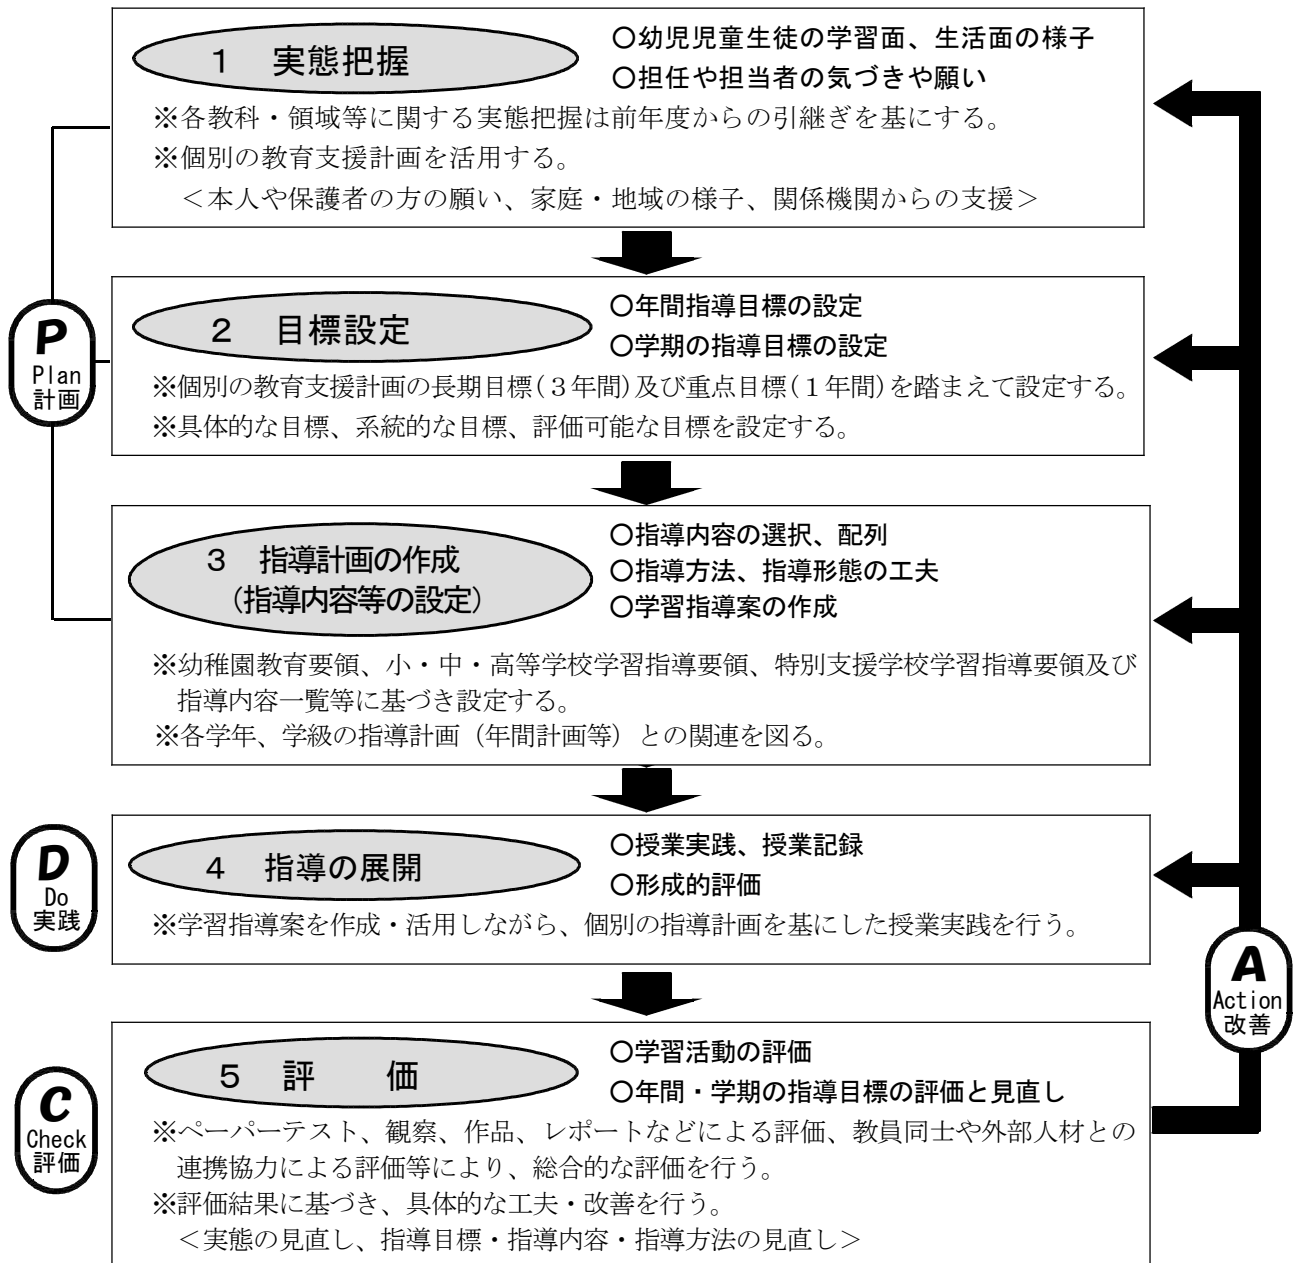 1 実態把握
○幼児児童生徒の学習面、生活面の様子
○担任や担当者の気づきや願い
※各教科・領域等に関する実態把握は前年度からの引継ぎを基にする。
※個別の教育支援計画を活用する。
<本人や保護者の方の願い、家庭・地域の様子、関係機関からの支援>
P
Plan
計画
2 目標設定
○年間指導目標の設定
○学期の指導目標の設定
※個別の教育支援計画の長期目標(3年間)及び重点目標(1年間)を踏まえて設定する。
※具体的な目標、系統的な目標、評価可能な目標を設定する。
3 指導計画の作成
(指導内容等の設定)
○指導内容の選択、配列
○指導方法、指導形態の工夫
○学習指導案の作成
※幼稚園教育要領、小・中・高等学校学習指導要領、特別支援学校学習指導要領及び
指導内容一覧等に基づき設定する。
※各学年、学級の指導計画(年間計画等)との関連を図る。
D
Do
実践
4 指導の展開
○授業実践、授業記録
○形成的評価
※学習指導案を作成・活用しながら、個別の指導計画を基にした授業実践を行う。
A
Action
改善
C
Check
評価
5 評 価
○学習活動の評価
○年間・学期の指導目標の評価と見直し
※ペーパーテスト、観察、作品、レポートなどによる評価、教員同士や外部人材との
連携協力による評価等により、総合的な評価を行う。
※評価結果に基づき、具体的な工夫・改善を行う。
<実態の見直し、指導目標・指導内容・指導方法の見直し>